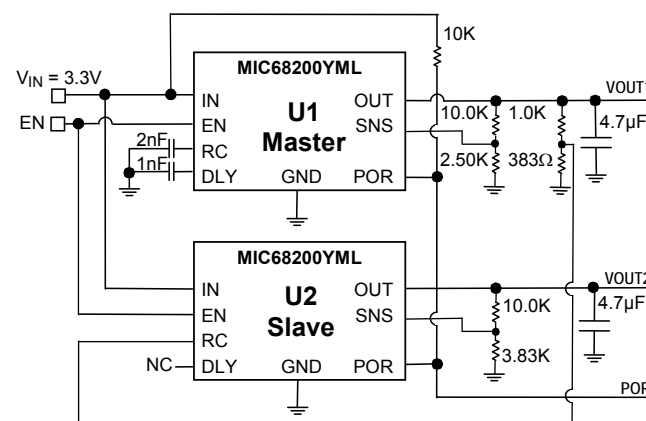 10K
MIC68200YML
VIN = 3.3V
IN
OUT
VOUT1
U1
10.0K
1.0K
EN
EN
SNS
4.7µF
Master
2nF
RC
2.50K
383Ω
1nF
DLY
GND
POR
MIC68200YML
IN
OUT
VOUT2
U2
10.0K
4.7µF
EN
SNS
Slave
RC
3.83K
NC
DLY
GND
POR
POR